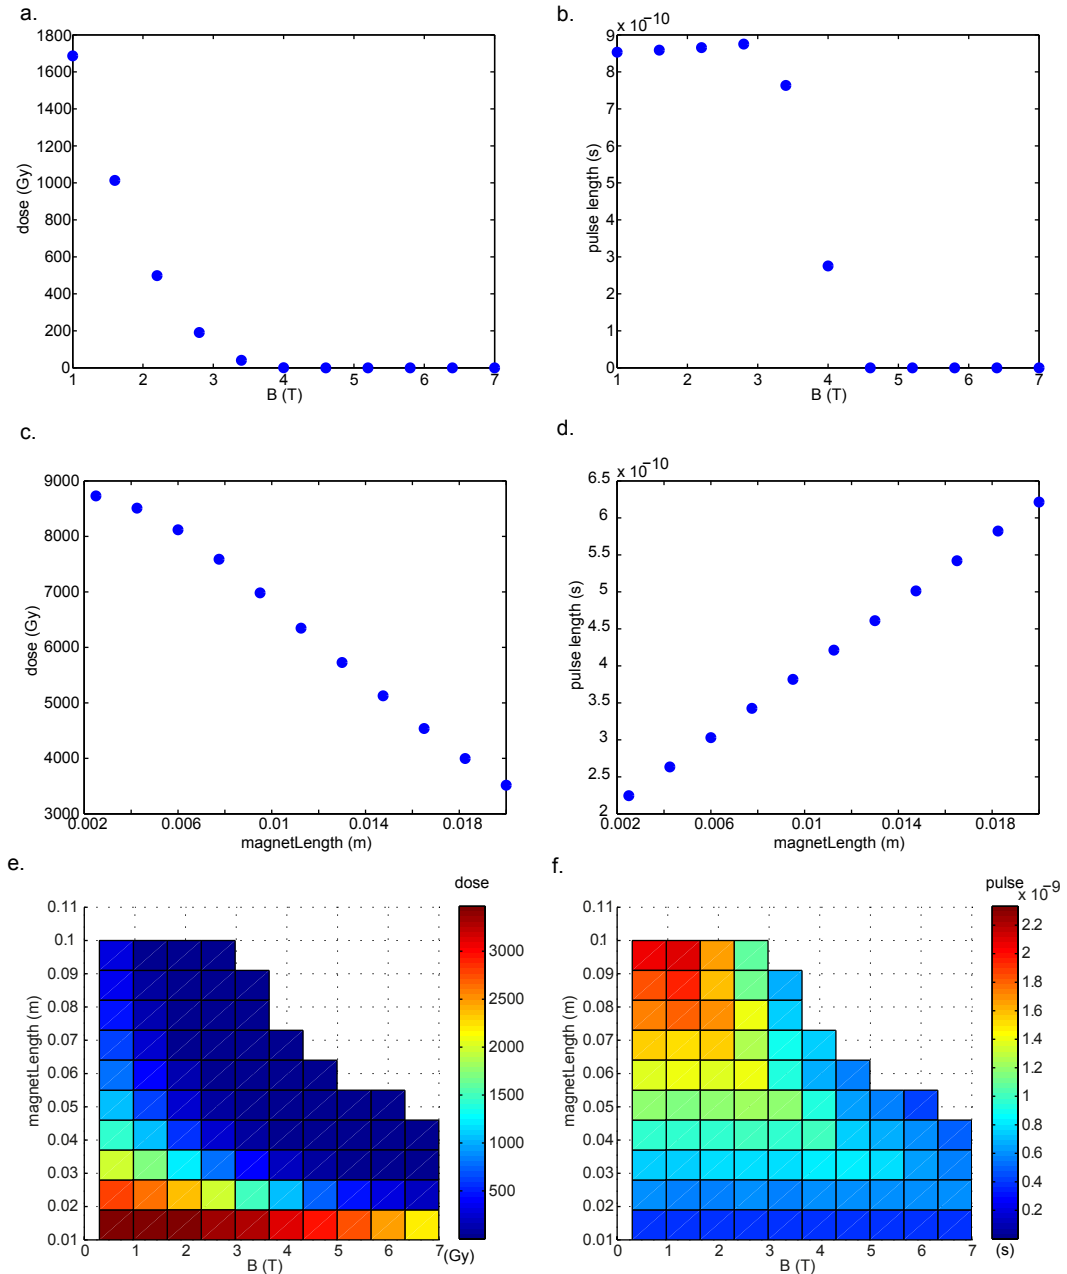 a.
1800
1600
1400
1200
1000
800
600
400
200
0
dose (Gy)
1 2 3 4 5 6 7
B (T)
b.
x 10^-10
9
8
7
6
5
4
3
2
1
0
pulse length (s)
1 2 3 4 5 6 7
B (T)
c.
9000
8000
7000
6000
5000
4000
3000
dose (Gy)
0.002 0.006 0.01 0.014 0.018
magnetLength (m)
d.
x 10^-10
6.5
6
5.5
5
4.5
4
3.5
3
2.5
2
pulse length (s)
0.002 0.006 0.01 0.014 0.018
magnetLength (m)
e.
dose
0.11
0.1
0.09
0.08
0.07
0.06
0.05
0.04
0.03
0.02
0.01
magnetLength (m)
0 1 2 3 4 5 6 7
B (T)
3000
2500
2000
1500
1000
500
(Gy)
f.
pulse
x 10^-9
0.11
0.1
0.09
0.08
0.07
0.06
0.05
0.04
0.03
0.02
0.01
magnetLength (m)
0 1 2 3 4 5 6 7
B (T)
2.2
2
1.8
1.6
1.4
1.2
1
0.8
0.6
0.4
0.2
(s)